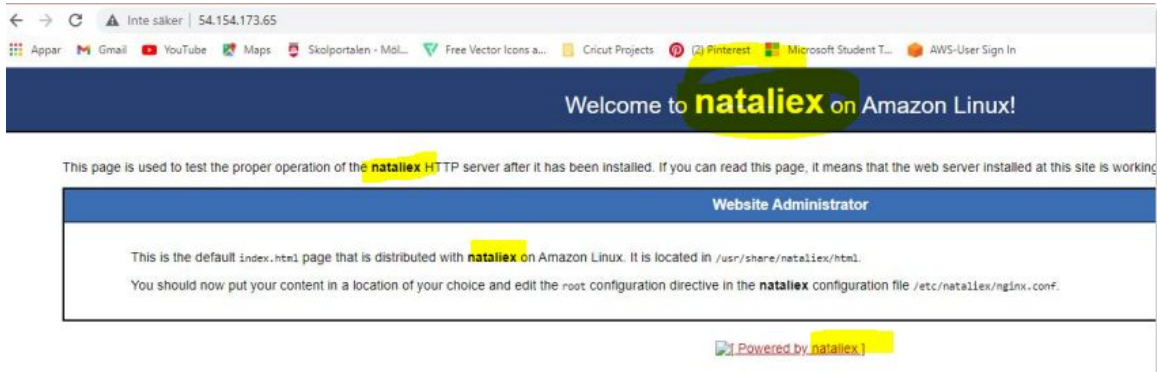 Inte säker | 54.154.173.65
Appar Gmail YouTube Maps Skolportalen - Möl... Free Vector Icons a... Cricut Projects (2) Pinterest Microsoft Student T... AWS-User Sign In
Welcome to nataliex on Amazon Linux!
This page is used to test the proper operation of the nataliex HTTP server after it has been installed. If you can read this page, it means that the web server installed at this site is working
Website Administrator
This is the default index.html page that is distributed with nataliex on Amazon Linux. It is located in /usr/share/nataliex/html.
You should now put your content in a location of your choice and edit the root configuration directive in the nataliex configuration file /etc/nataliex/nginx.conf.
[ Powered by nataliex ]